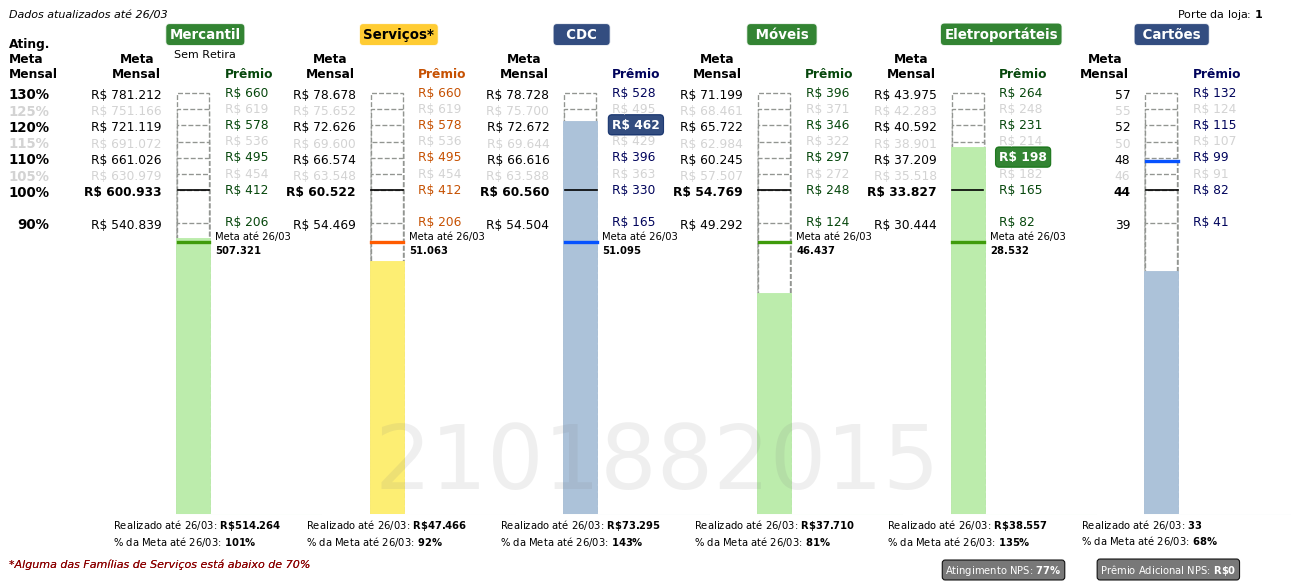 Dados atualizados até 26/03
Porte da loja: 1
Mercantil Serviços* CDC Móveis Eletroportáteis Cartões
Sem Retira
Ating. Meta Mensal
Meta Mensal Prêmio Meta Mensal Prêmio Meta Mensal Prêmio Meta Mensal Prêmio Meta Mensal Prêmio Meta Mensal Prêmio
130% R$ 781.212 R$ 660 R$ 78.678 R$ 660 R$ 78.728 R$ 528 R$ 71.199 R$ 396 R$ 43.975 R$ 264 57 R$ 132
125% R$ 751.166 R$ 619 R$ 75.652 R$ 619 R$ 75.700 R$ 495 R$ 68.461 R$ 371 R$ 42.283 R$ 248 55 R$ 124
120% R$ 721.119 R$ 578 R$ 72.626 R$ 578 R$ 72.672 R$ 462 R$ 65.722 R$ 346 R$ 40.592 R$ 231 52 R$ 115
115% R$ 691.072 R$ 536 R$ 69.600 R$ 536 R$ 69.644 R$ 429 R$ 62.984 R$ 322 R$ 38.901 R$ 214 50 R$ 107
110% R$ 661.026 R$ 495 R$ 66.574 R$ 495 R$ 66.616 R$ 396 R$ 60.245 R$ 297 R$ 37.209 R$ 198 48 R$ 99
105% R$ 630.979 R$ 454 R$ 63.548 R$ 454 R$ 63.588 R$ 363 R$ 57.507 R$ 272 R$ 35.518 R$ 182 46 R$ 91
100% R$ 600.933 R$ 412 R$ 60.522 R$ 412 R$ 60.560 R$ 330 R$ 54.769 R$ 248 R$ 33.827 R$ 165 44 R$ 82
90% R$ 540.839 R$ 206 R$ 54.469 R$ 206 R$ 54.504 R$ 165 R$ 49.292 R$ 124 R$ 30.444 R$ 82 39 R$ 41
Meta até 26/03 Meta até 26/03 Meta até 26/03 Meta até 26/03 Meta até 26/03
507.321 51.063 51.095 46.437 28.532
2101882015
Realizado até 26/03: R$514.264 Realizado até 26/03: R$47.466 Realizado até 26/03: R$73.295 Realizado até 26/03: R$37.710 Realizado até 26/03: R$38.557 Realizado até 26/03: 33
% da Meta até 26/03: 101% % da Meta até 26/03: 92% % da Meta até 26/03: 143% % da Meta até 26/03: 81% % da Meta até 26/03: 135% % da Meta até 26/03: 68%
*Alguma das Famílias de Serviços está abaixo de 70%
Atingimento NPS: 77% Prêmio Adicional NPS: R$0